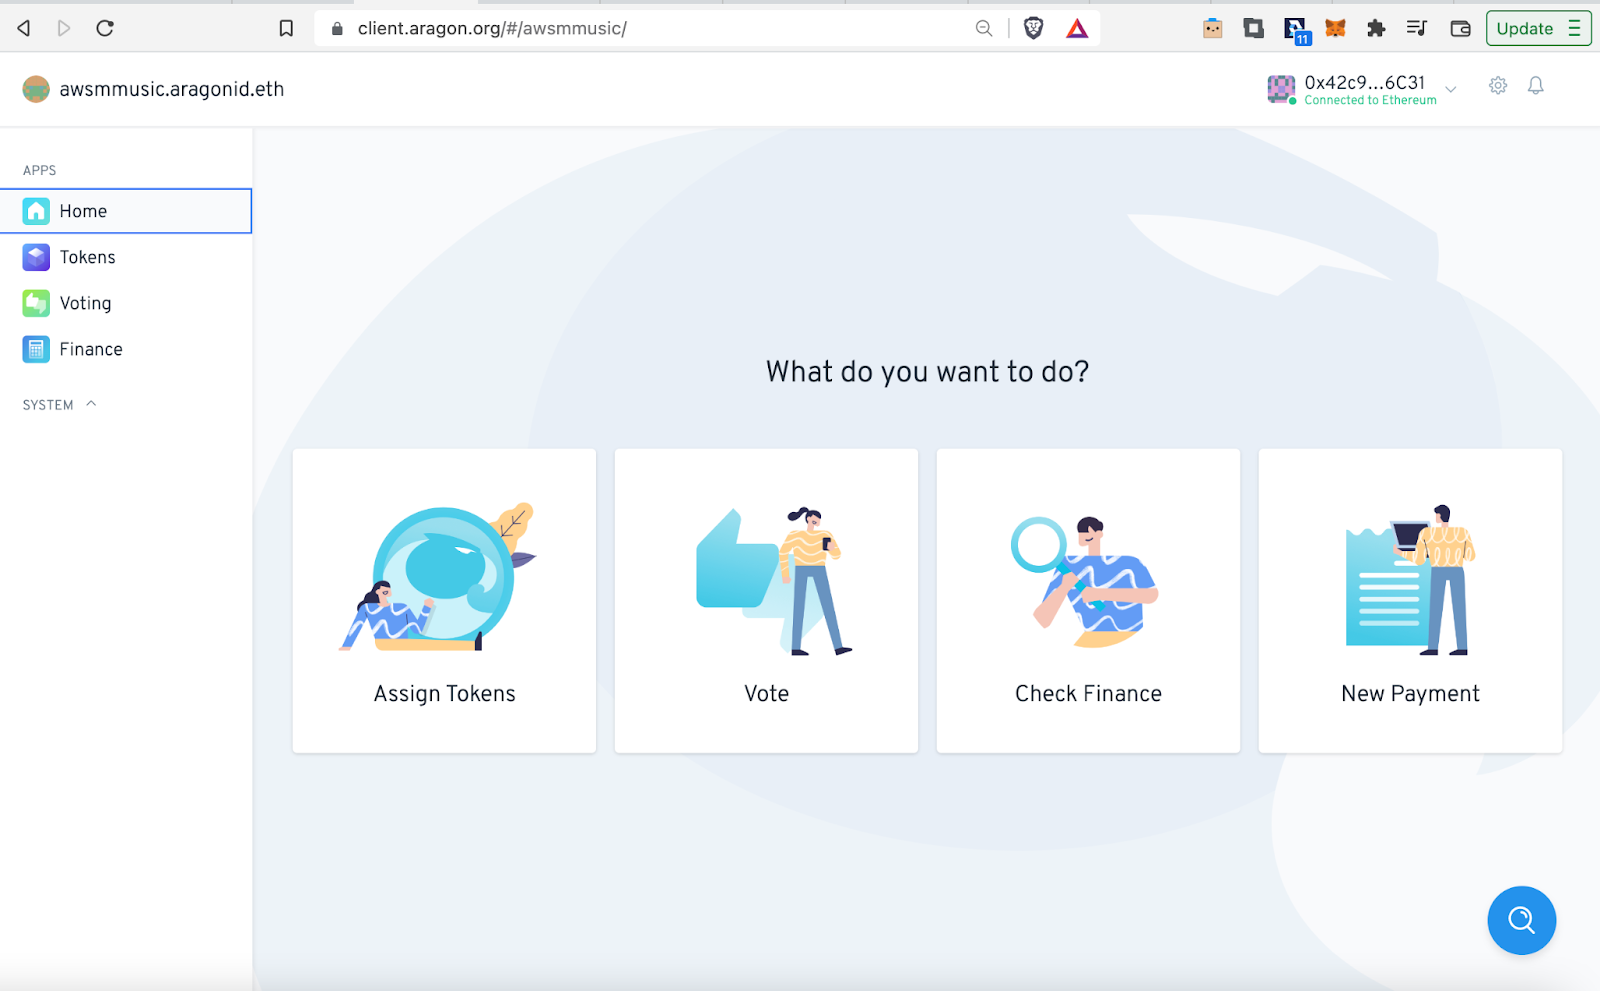 client.aragon.org/#/awsmmusic/
11
Update
awsmmusic.aragonid.eth
0x42c9...6C31
Connected to Ethereum
APPS
Home
Tokens
Voting
Finance
SYSTEM
What do you want to do?
Assign Tokens
Vote
Check Finance
New Payment